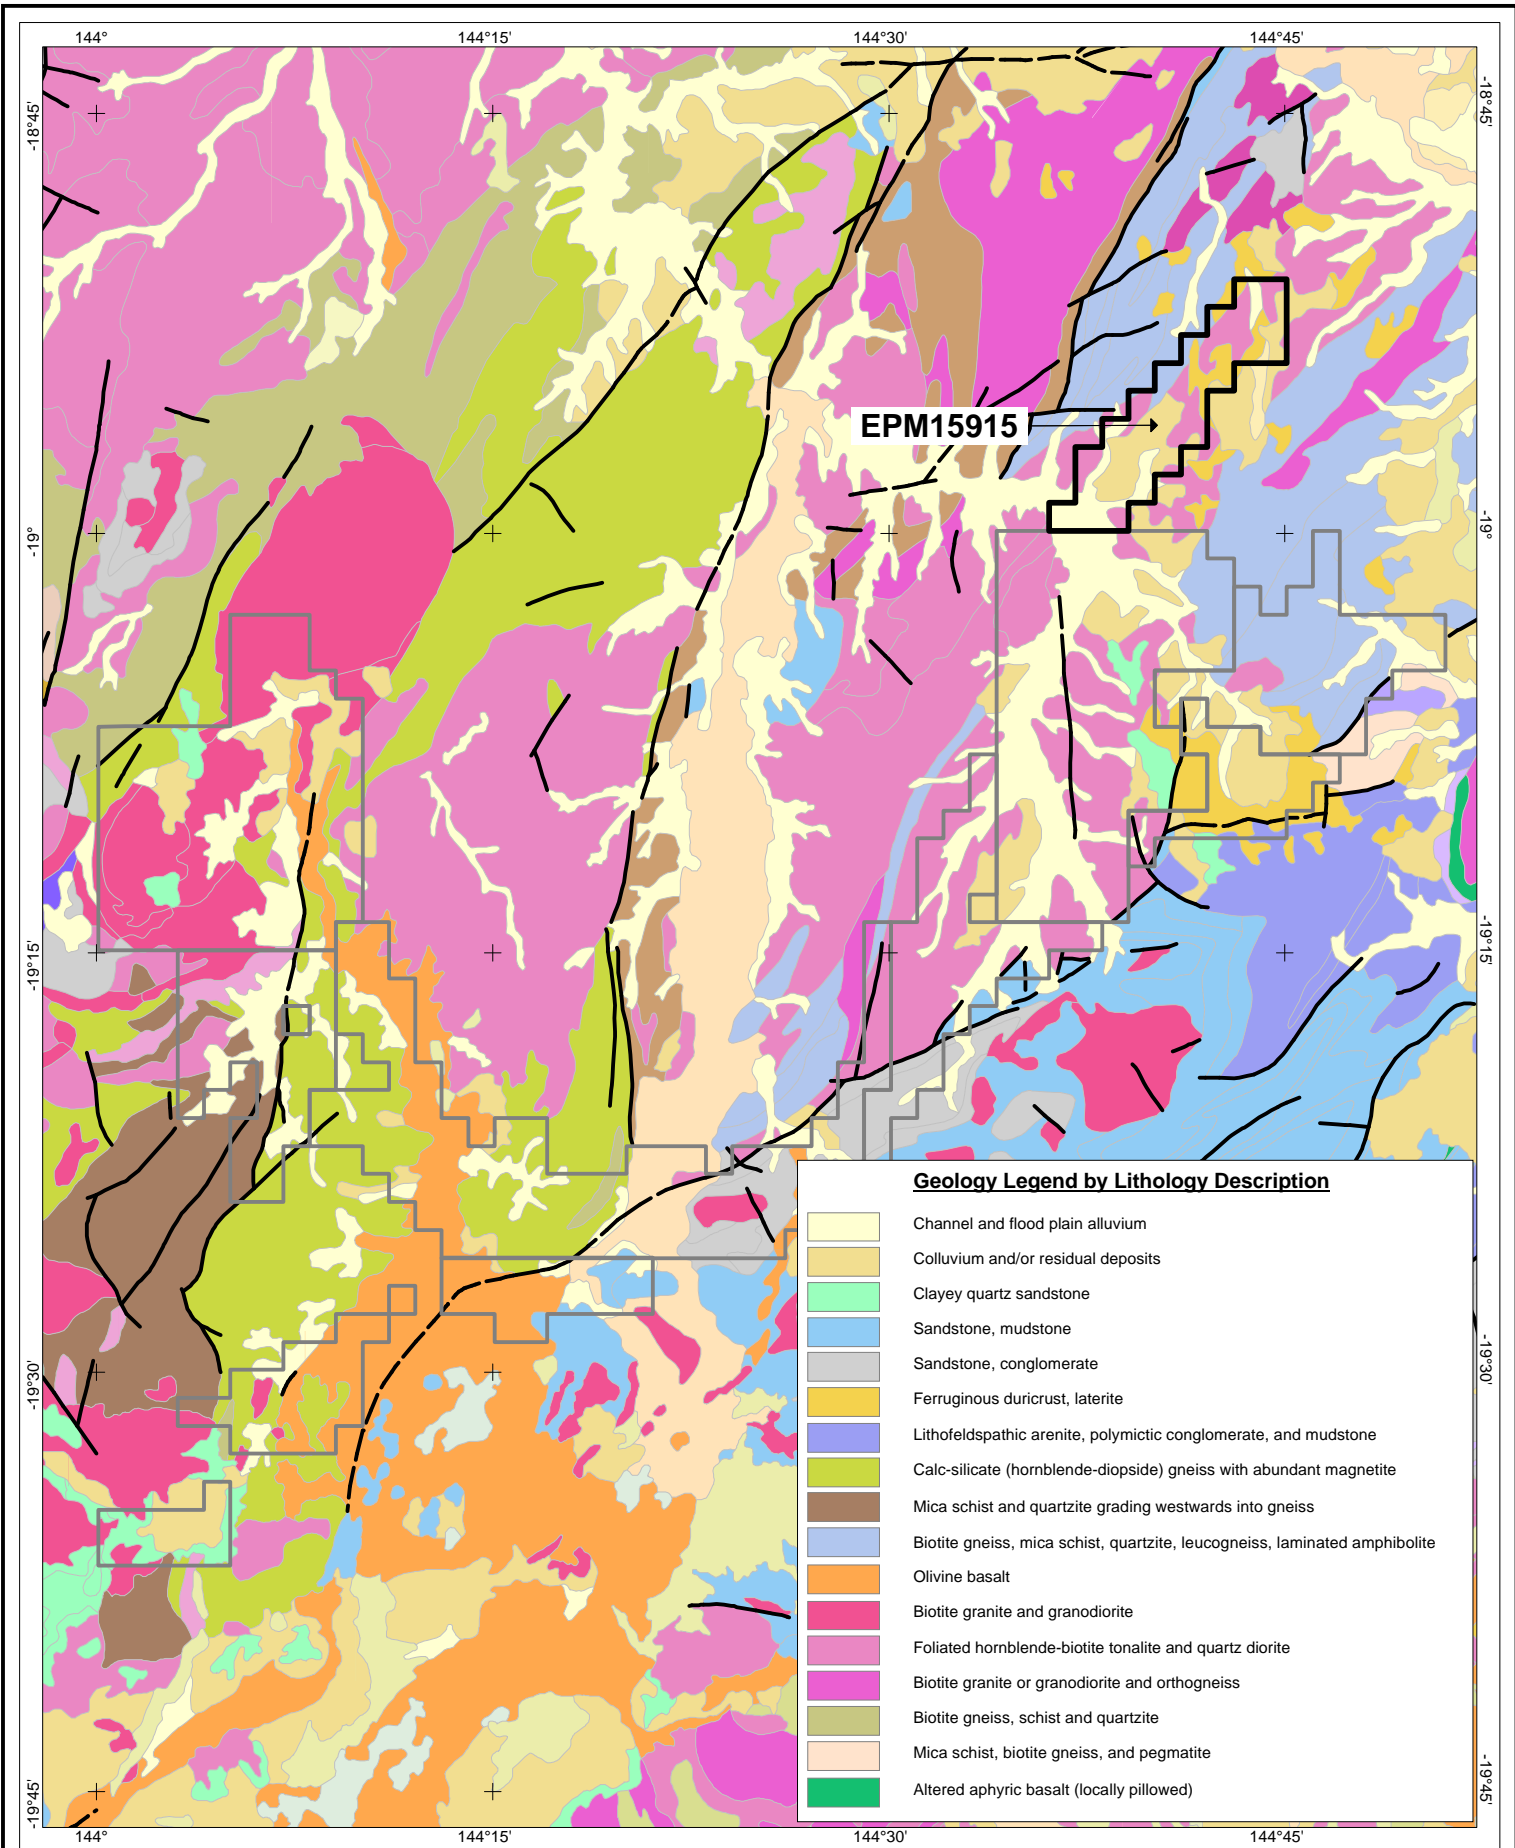 144°
144°15'
144°30'
144°45'
-18°45'
-18°45'
EPM15915
-19°
-19°
-19°15'
-19°15'
Geology Legend by Lithology Description
Channel and flood plain alluvium
Colluvium and/or residual deposits
Clayey quartz sandstone
Sandstone, mudstone
Sandstone, conglomerate
-19°30'
-19°30'
Ferruginous duricrust, laterite
Lithofeldspathic arenite, polymictic conglomerate, and mudstone
Calc-silicate (hornblende-diopside) gneiss with abundant magnetite
Mica schist and quartzite grading westwards into gneiss
Biotite gneiss, mica schist, quartzite, leucogneiss, laminated amphibolite
Olivine basalt
Biotite granite and granodiorite
Foliated hornblende-biotite tonalite and quartz diorite
Biotite granite or granodiorite and orthogneiss
Biotite gneiss, schist and quartzite
Mica schist, biotite gneiss, and pegmatite
Altered aphyric basalt (locally pillowed)
-19°45'
-19°45'
144°
144°15'
144°30'
144°45'